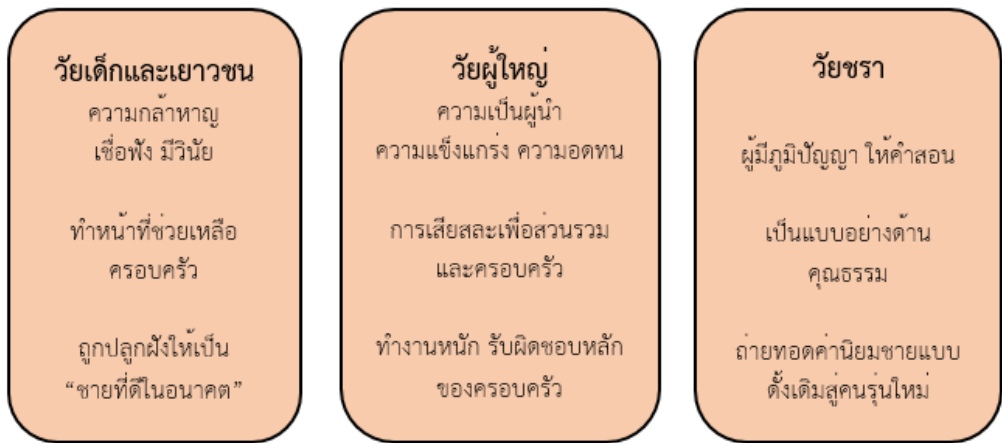 วัยเด็กและเยาวชน
ความกล้าหาญ
เชื่อฟัง มีวินัย
ทำหน้าที่ช่วยเหลือ
ครอบครัว
ถูกปลูกฝังให้เป็น
“ชายที่ดีในอนาคต”
วัยผู้ใหญ่
ความเป็นผู้นำ
ความแข็งแกร่ง ความอดทน
การเสียสละเพื่อส่วนรวม
และครอบครัว
ทำงานหนัก รับผิดชอบหลัก
ของครอบครัว
วัยชรา
ผู้มีภูมิปัญญา ให้คำสอน
เป็นแบบอย่างด้าน
คุณธรรม
ถ่ายทอดค่านิยมชายแบบ
ดั้งเดิมสู่คนรุ่นใหม่